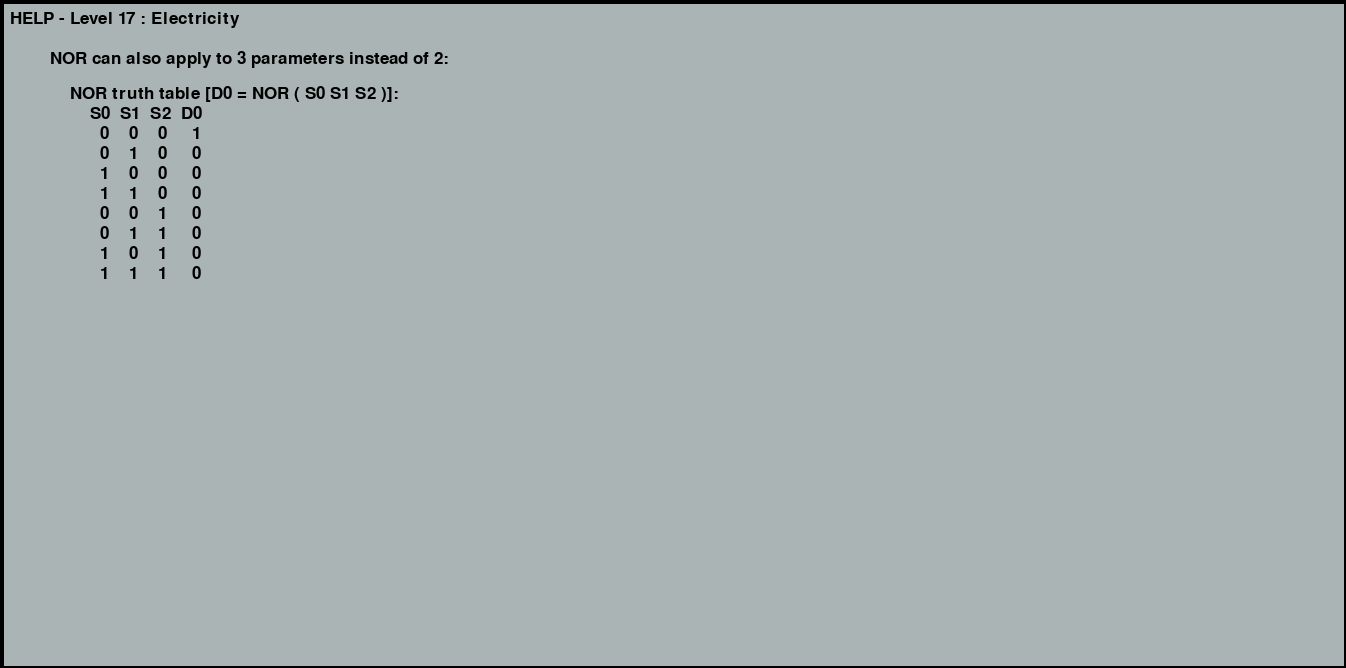 HELP - Level 17 : Electricity
NOR can also apply to 3 parameters instead of 2:
NOR truth table [D0 = NOR ( S0 S1 S2 )]:
S0 S1 S2 D0
0 0 0 1
0 1 0 0
1 0 0 0
1 1 0 0
0 0 1 0
0 1 1 0
1 0 1 0
1 1 1 0